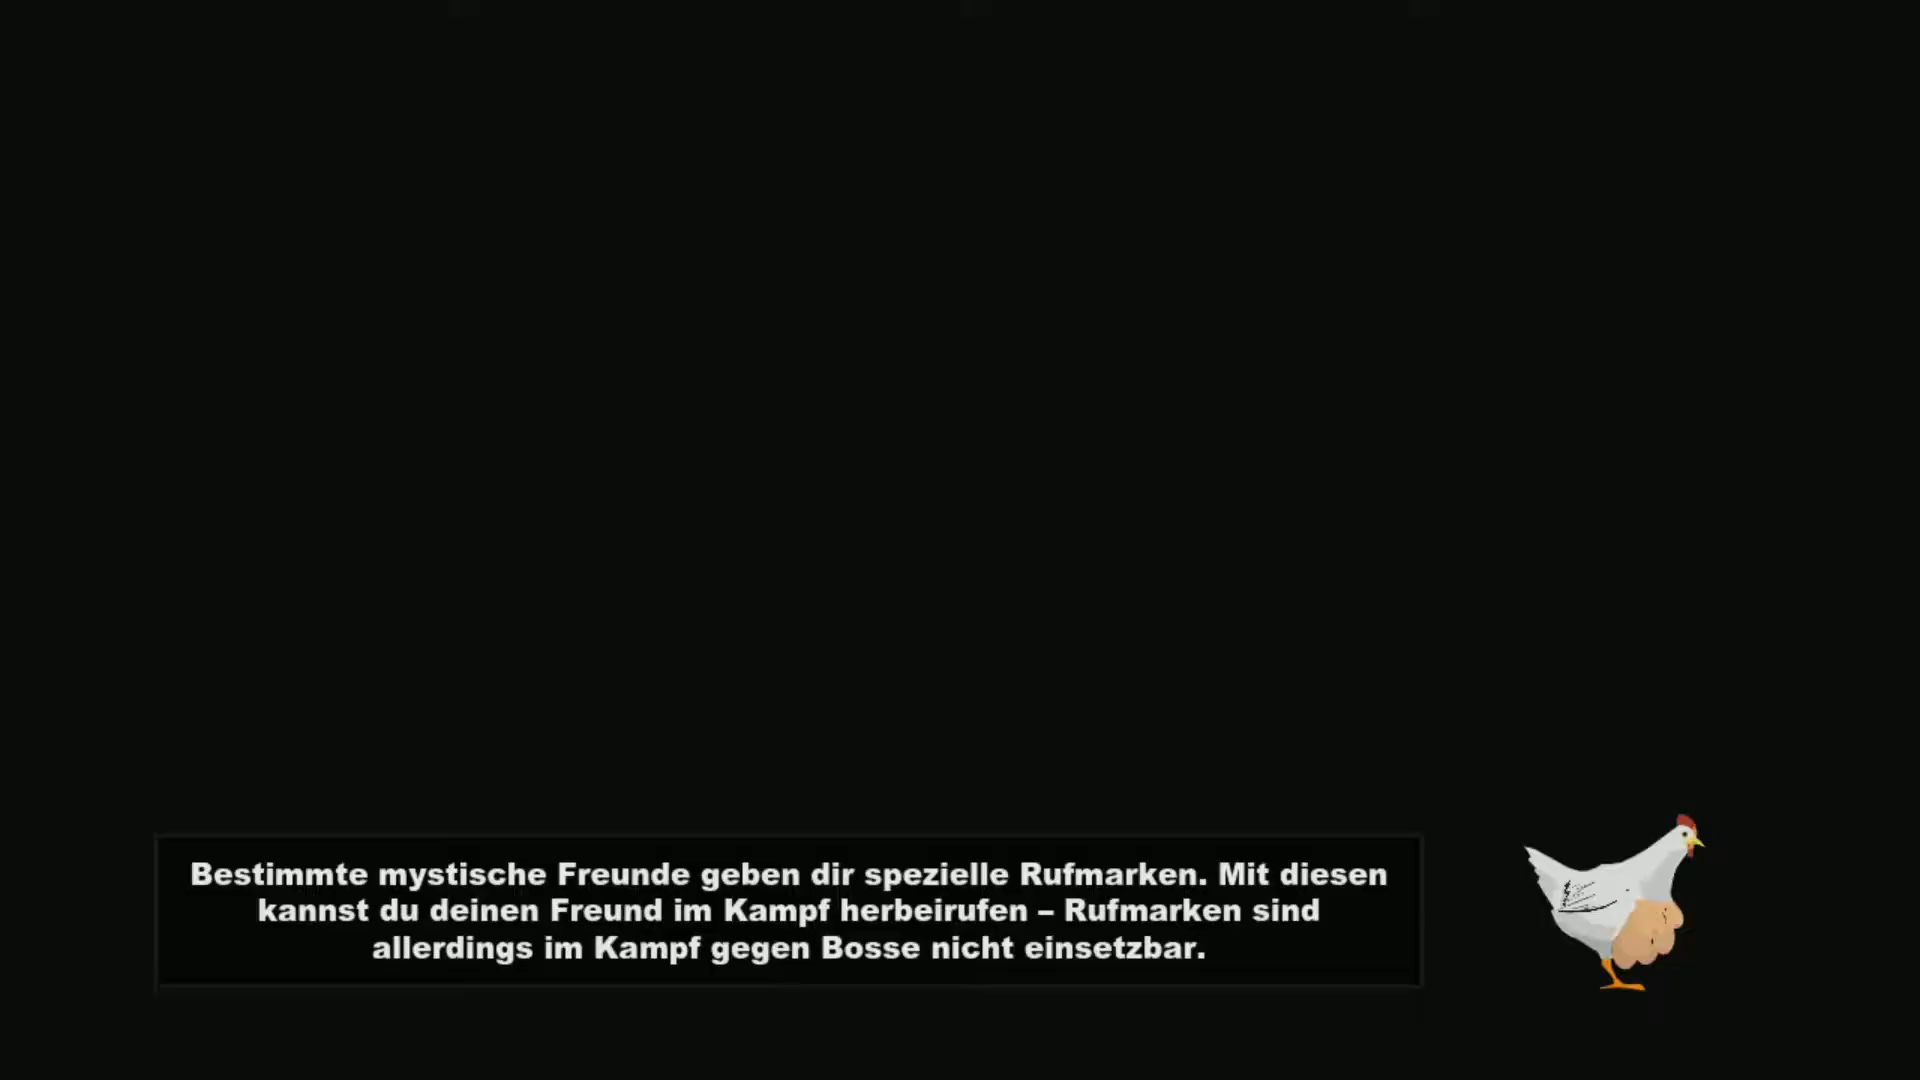 Bestimmte mystische Freunde geben dir spezielle Rufmarken. Mit diesen
kannst du deinen Freund im Kampf herbeirufen – Rufmarken sind
allerdings im Kampf gegen Bosse nicht einsetzbar.